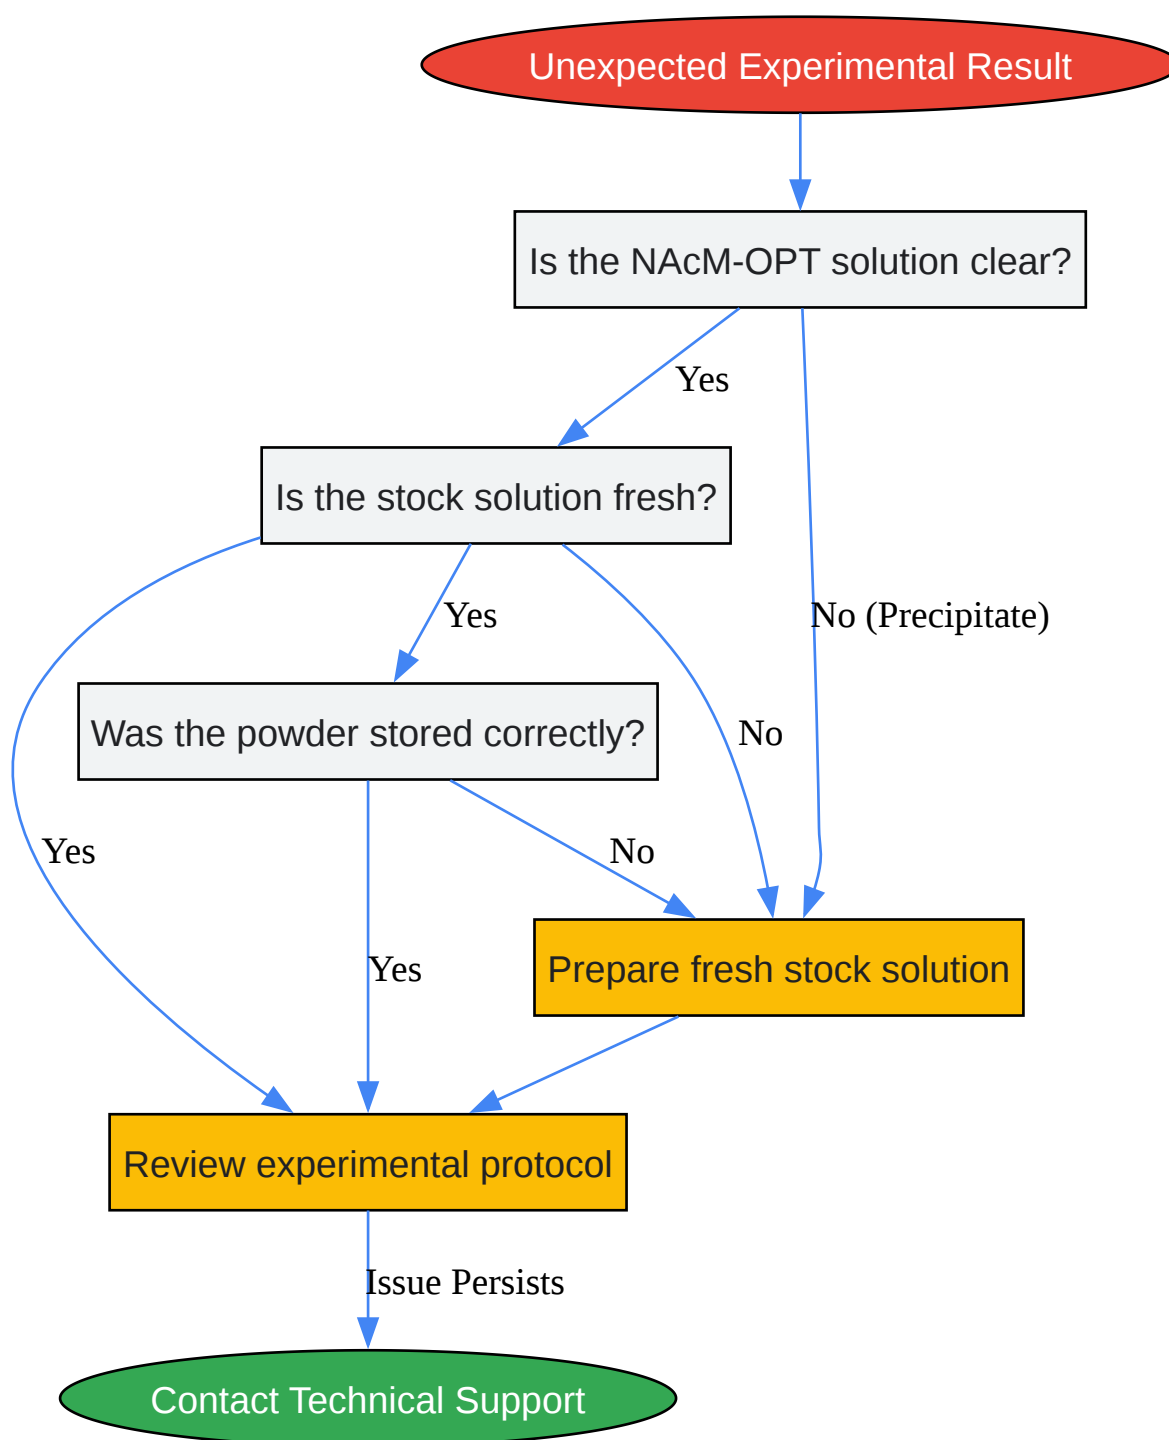 Unexpected Experimental Result
Is the NAcM-OPT solution clear?
Yes
Is the stock solution fresh?
Yes
No (Precipitate)
Was the powder stored correctly?
No
Yes
No
Yes
Prepare fresh stock solution
Review experimental protocol
Issue Persists
Contact Technical Support